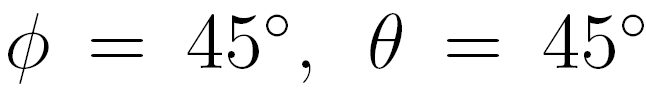 ϕ = 45°, θ = 45°